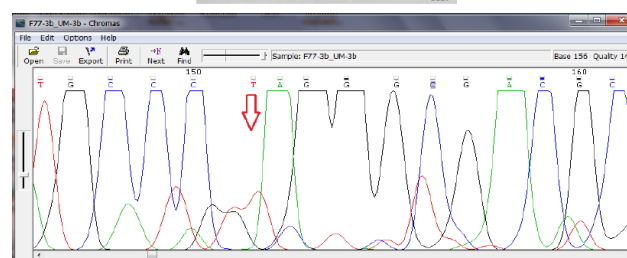 F77-3b_UM-3b - Chromas
File Edit Options Help
Open Save Export Print Next Find Sample: F77-3b_UM-3b Base 156 Quality 14
150 160
T G C C C T A G G G C G A C G C